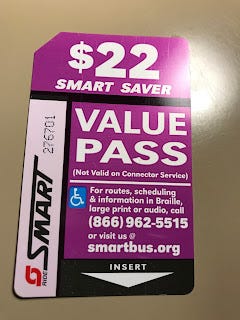 $22
SMART SAVER
VALUE
PASS
(Not Valid on Connector Service)
For routes, scheduling
& information in Braille,
large print or audio, call
(866) 962-5515
or visit us @
smartbus.org
INSERT
RIDE SMART
276701